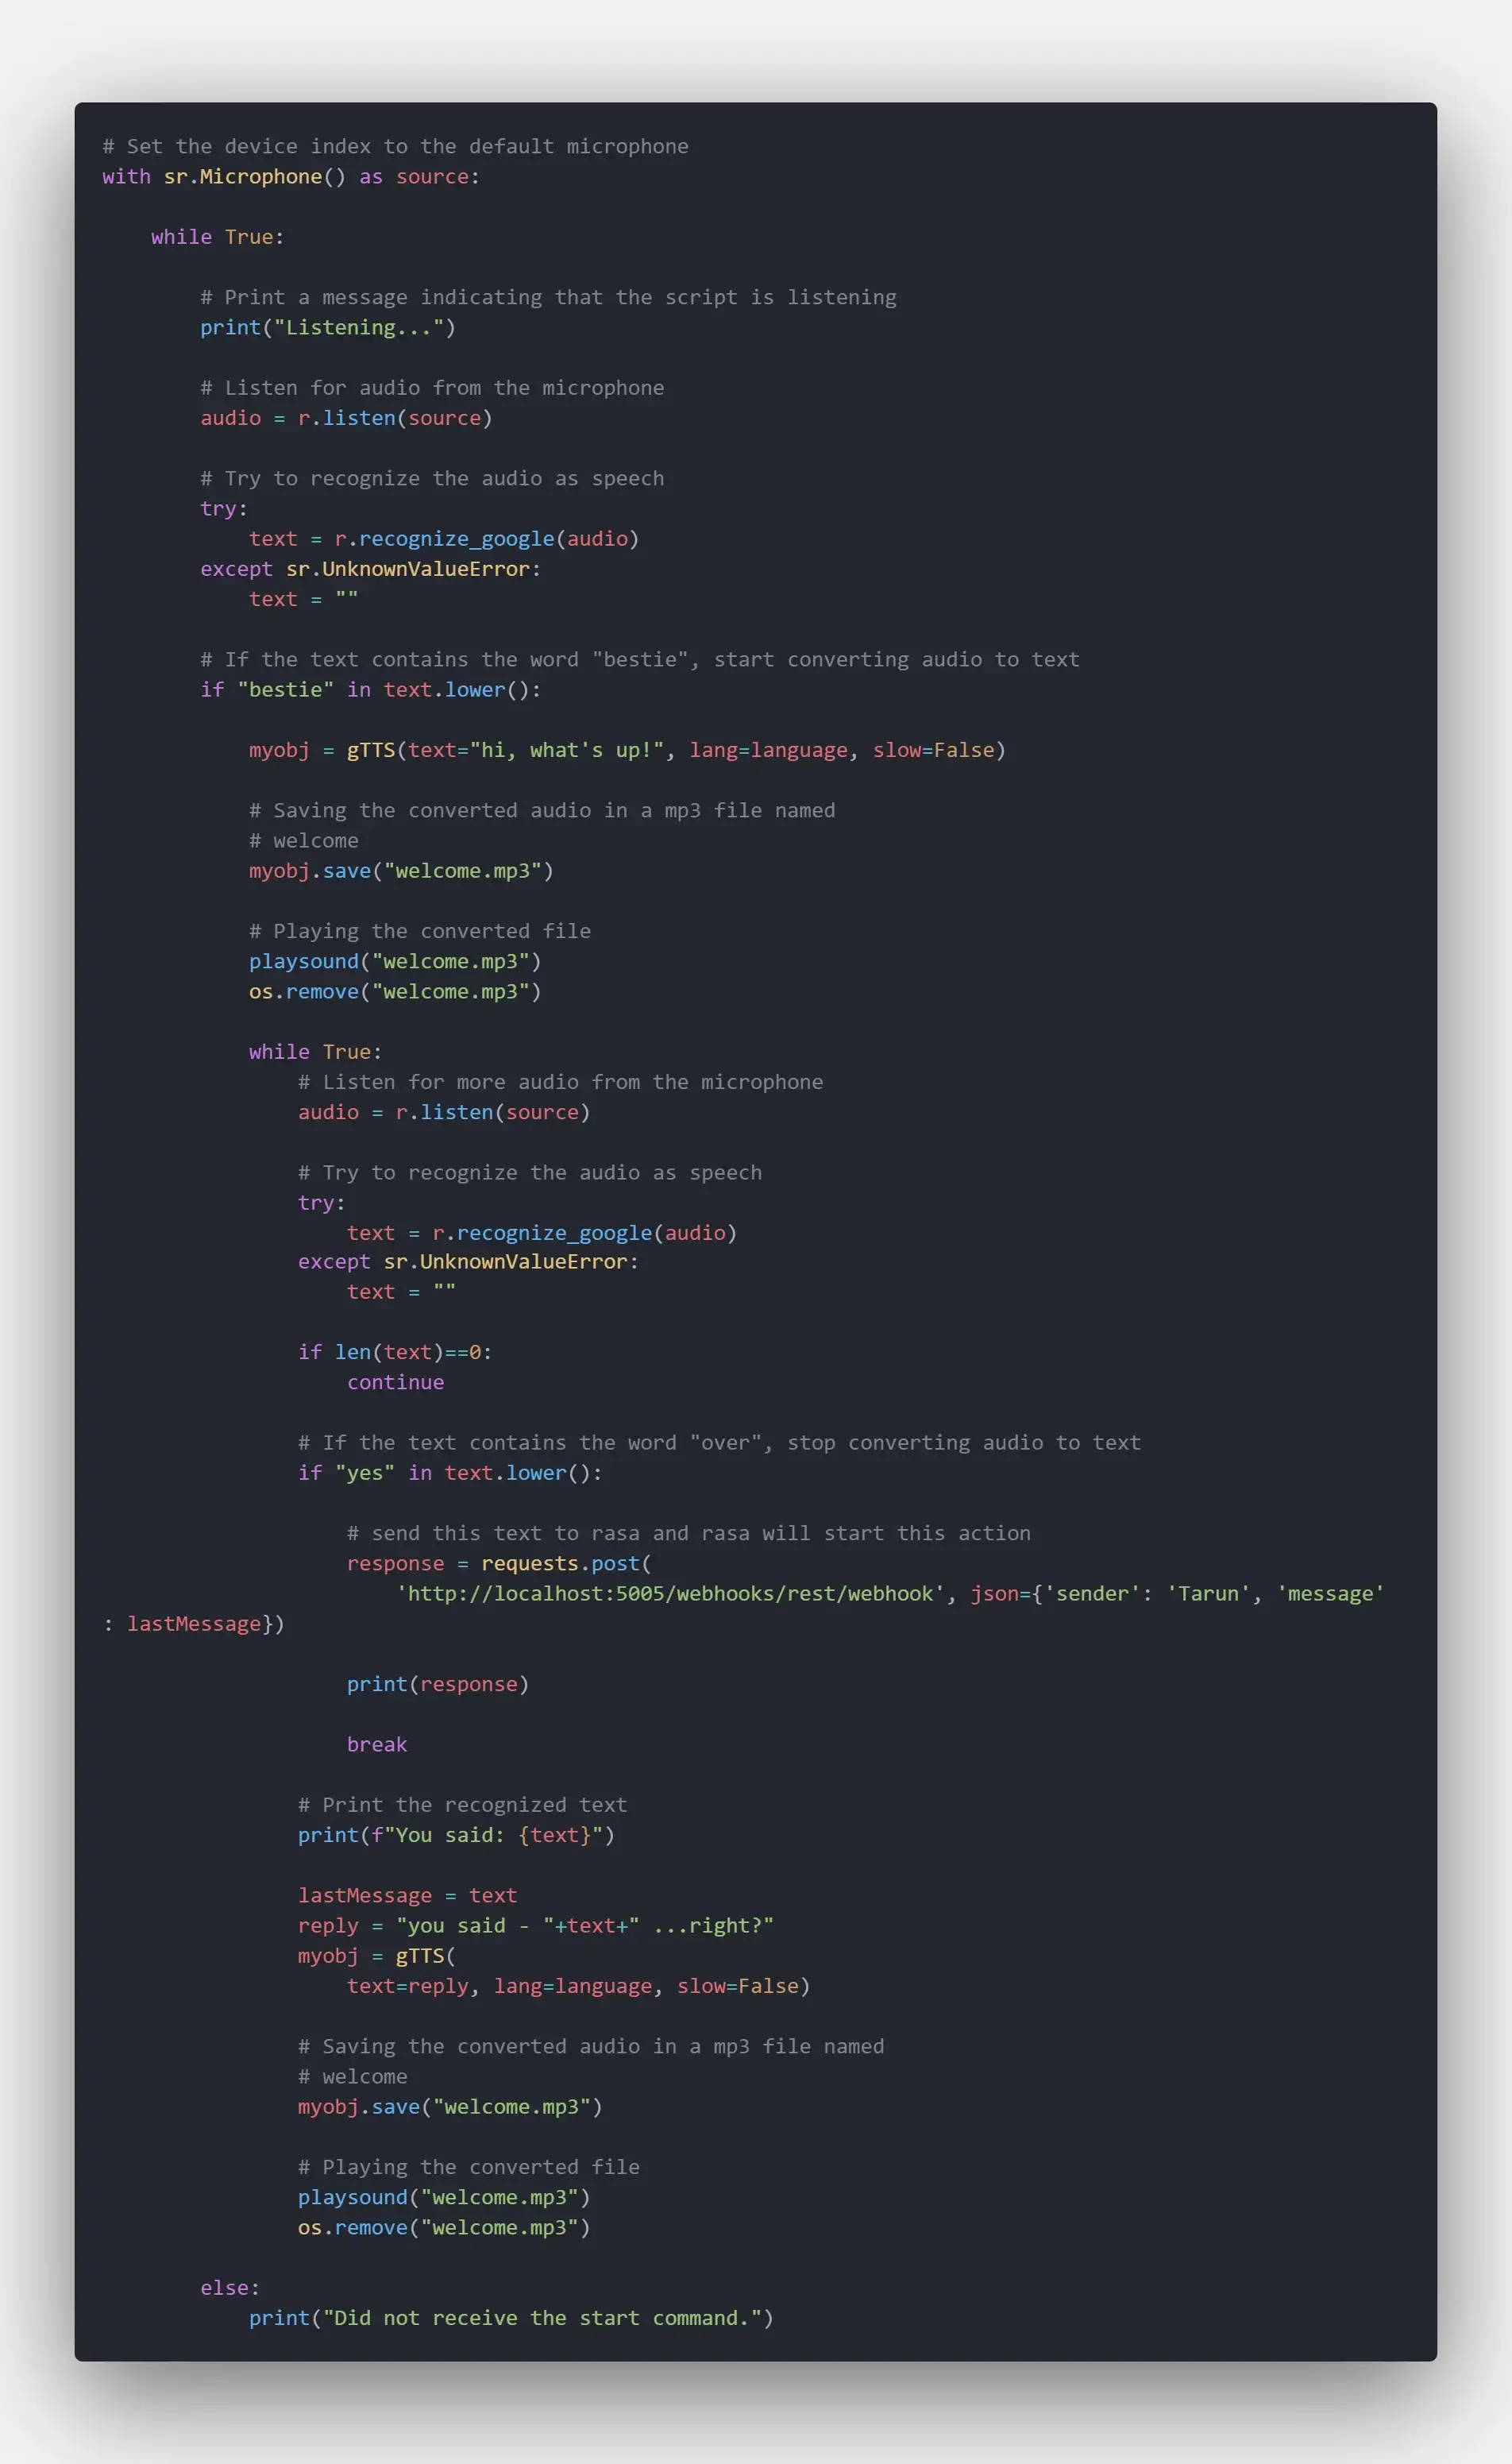 # Set the device index to the default microphone
with sr.Microphone() as source:

    while True:

        # Print a message indicating that the script is listening
        print("Listening...")

        # Listen for audio from the microphone
        audio = r.listen(source)

        # Try to recognize the audio as speech
        try:
            text = r.recognize_google(audio)
        except sr.UnknownValueError:
            text = ""

        # If the text contains the word "bestie", start converting audio to text
        if "bestie" in text.lower():

            myobj = gTTS(text="hi, what's up!", lang=language, slow=False)

            # Saving the converted audio in a mp3 file named
            # welcome
            myobj.save("welcome.mp3")

            # Playing the converted file
            playsound("welcome.mp3")
            os.remove("welcome.mp3")

            while True:
                # Listen for more audio from the microphone
                audio = r.listen(source)

                # Try to recognize the audio as speech
                try:
                    text = r.recognize_google(audio)
                except sr.UnknownValueError:
                    text = ""

                if len(text)==0:
                    continue

                # If the text contains the word "over", stop converting audio to text
                if "yes" in text.lower():

                    # send this text to rasa and rasa will start this action
                    response = requests.post(
                        'http://localhost:5005/webhooks/rest/webhook', json={'sender': 'Tarun', 'message'
: lastMessage})

                    print(response)

                    break

                # Print the recognized text
                print(f"You said: {text}")

                lastMessage = text
                reply = "you said - "+text+" ...right?"
                myobj = gTTS(
                    text=reply, lang=language, slow=False)

                # Saving the converted audio in a mp3 file named
                # welcome
                myobj.save("welcome.mp3")

                # Playing the converted file
                playsound("welcome.mp3")
                os.remove("welcome.mp3")

        else:
            print("Did not receive the start command.")